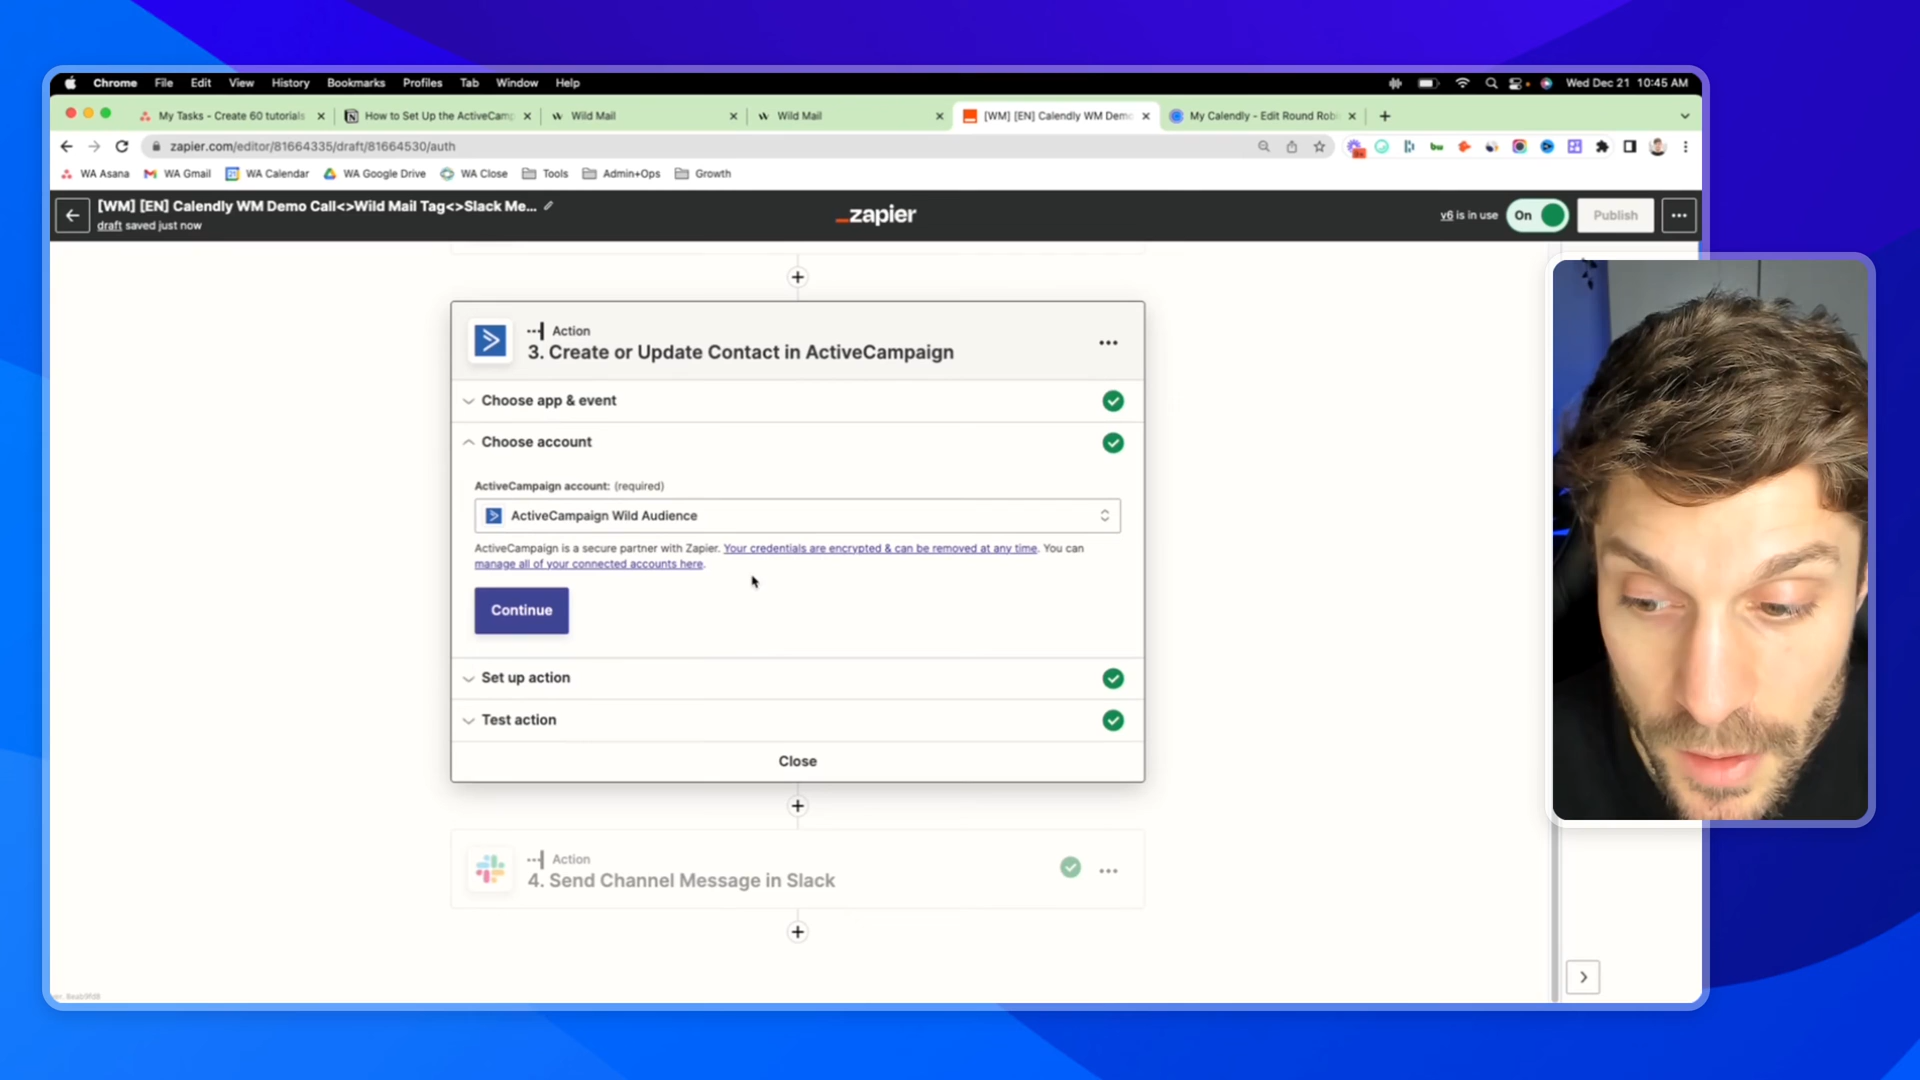 Chrome File Edit View History Bookmarks Profiles Tab Window Help Wed Dec 21 10:45 AM
My Tasks - Create 60 tutorials How to Set Up the ActiveCamp Wild Mail Wild Mail [WM] [EN] Calendly WM Demo My Calendly - Edit Round Rob
zapier.com/editor/81664335/draft/81664530/auth
WA Asana WA Gmail WA Calendar WA Google Drive WA Close Tools Admin+Ops Growth
[WM] [EN] Calendly WM Demo Call<>Wild Mail Tag<>Slack Me...
draft saved just now
_zapier
v6 is in use On Publish
Action
3. Create or Update Contact in ActiveCampaign
Choose app & event
Choose account
ActiveCampaign account: (required)
ActiveCampaign Wild Audience
ActiveCampaign is a secure partner with Zapier. Your credentials are encrypted & can be removed at any time. You can
manage all of your connected accounts here.
Continue
Set up action
Test action
Close
Action
4. Send Channel Message in Slack